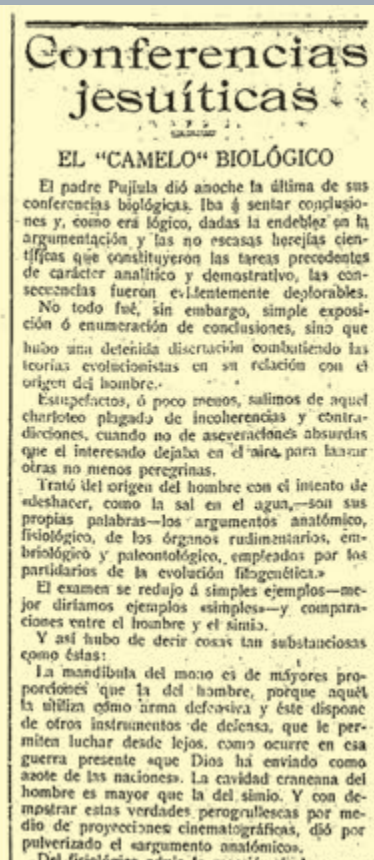 Conferencias
jesuíticas
EL "CAMELO" BIOLÓGICO
El padre Pujiula dió anoche la última de sus
conferencias biológicas. Iba á sentar conclusio-
nes y, como era lógico, dadas la endeblez en la
argumentación y las no escasas herejías cien-
tíficas que constituyeron las tareas precedentes
de carácter analítico y demostrativo, las con-
secuencias fueron evidentemente deplorables.
No todo fué, sin embargo, simple exposi-
ción ó enumeración de conclusiones, sino que
hubo una detenida disertación combatiendo las
teorías evolucionistas en su relación con el
origen del hombre.
Estupefactos, ó poco menos, salimos de aquel
charloteo plagado de incoherencias y contra-
dicciones, cuando no de aseveraciones absurdas
que el interesado dejaba en el aire para lanzar
otras no menos peregrinas.
Trató del origen del hombre con el intento de
«deshacer, como la sal en el agua,—son sus
propias palabras—los argumentos anatómico,
fisiológico, de los órganos rudimentarios, em-
briológico y paleontológico, empleados por los
partidarios de la evolución filogenética.»
El examen se redujo á simples ejemplos—me-
jor diríamos ejemplos «simples»—y compara-
ciones entre el hombre y el simio.
Y así hubo de decir cosas tan substanciosas
como éstas:
La mandíbula del mono es de mayores pro-
porciones que la del hombre, porque aquél
la utiliza como arma defensiva y éste dispone
de otros instrumentos de defensa, que le per-
miten luchar desde lejos, como ocurre en esa
guerra presente «que Dios ha enviado como
azote de las naciones». La cavidad craneana del
hombre es mayor que la del simio. Y con de-
mostrar estas verdades perogrullescas por me-
dio de proyecciones cinematográficas, dió por
pulverizado el «argumento anatómico».
Del fisiológico